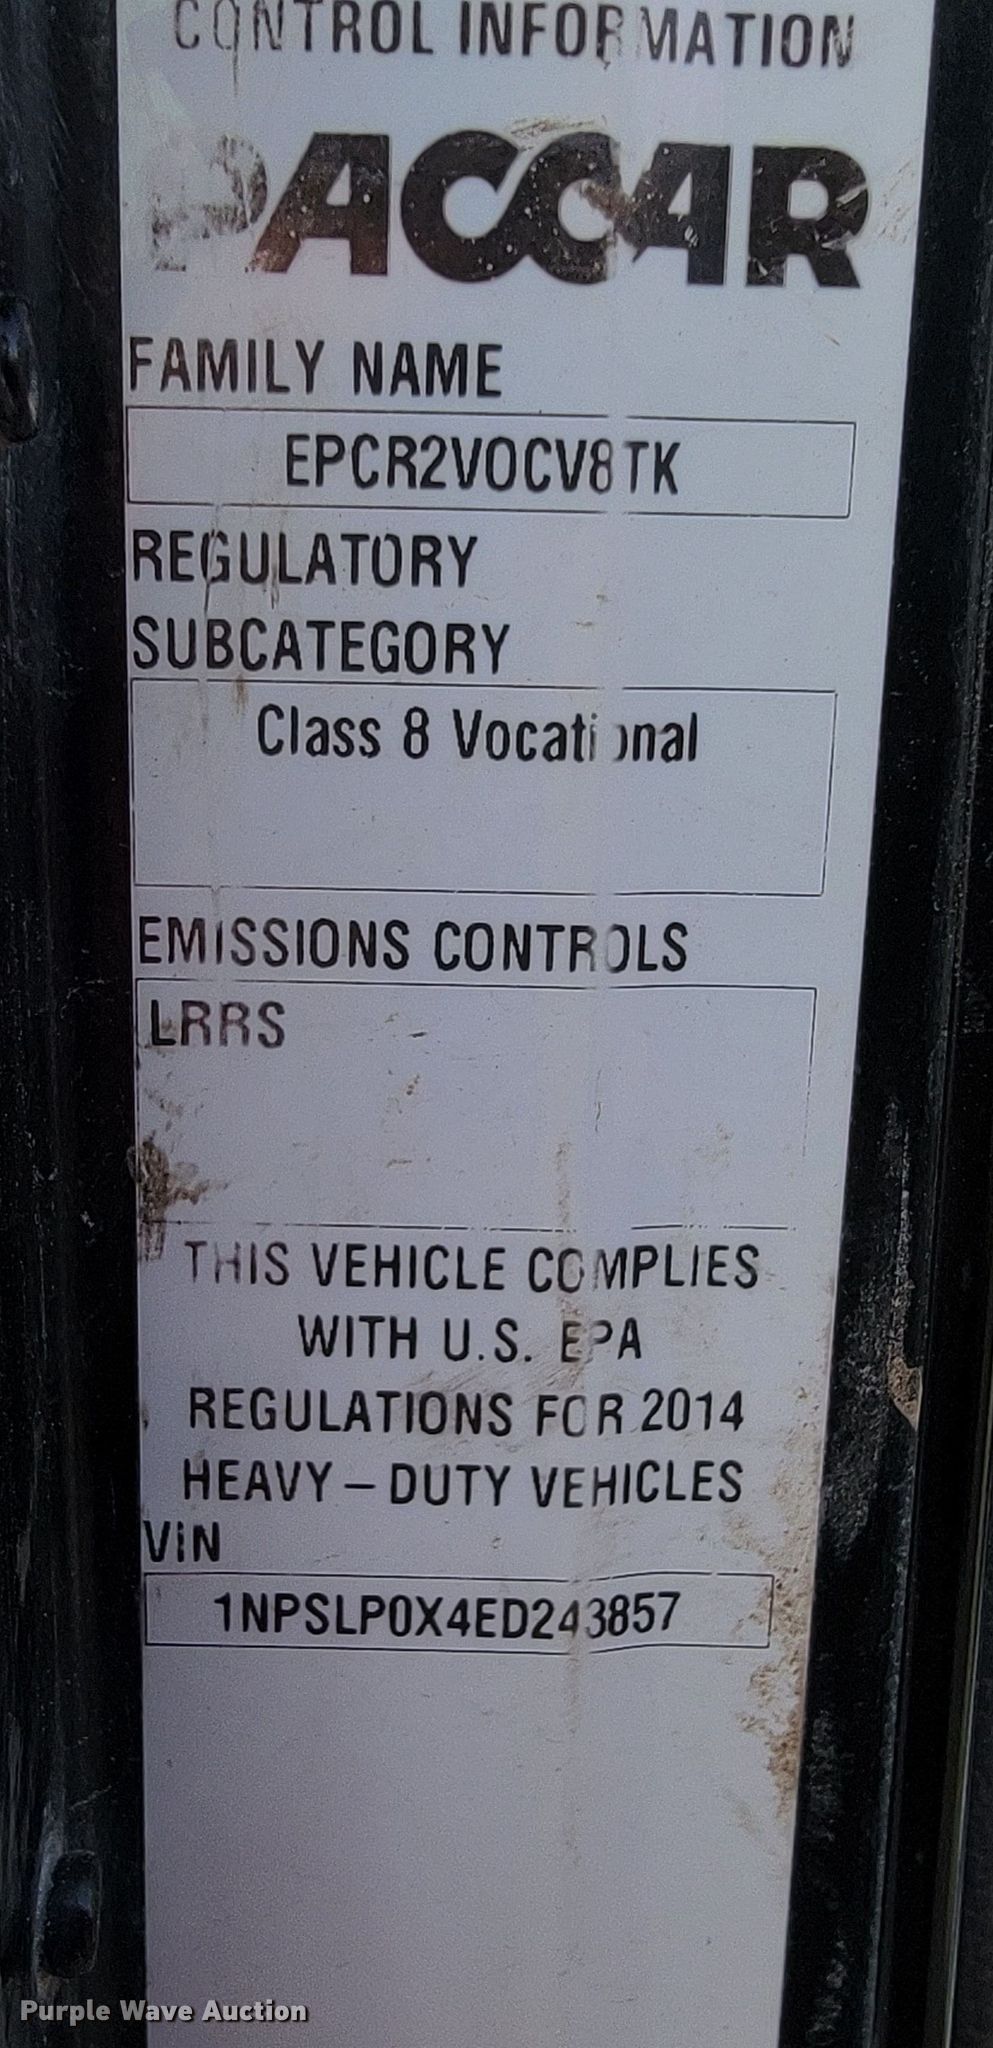 CONTROL INFORMATION
PACCAR
FAMILY NAME
EPCR2VOCV8TK
REGULATORY
SUBCATEGORY
Class 8 Vocational
EMISSIONS CONTROLS
LRRS
THIS VEHICLE COMPLIES
WITH U.S. EPA
REGULATIONS FOR 2014
HEAVY-DUTY VEHICLES
VIN
1NPSLP0X4ED243857
Purple Wave Auction